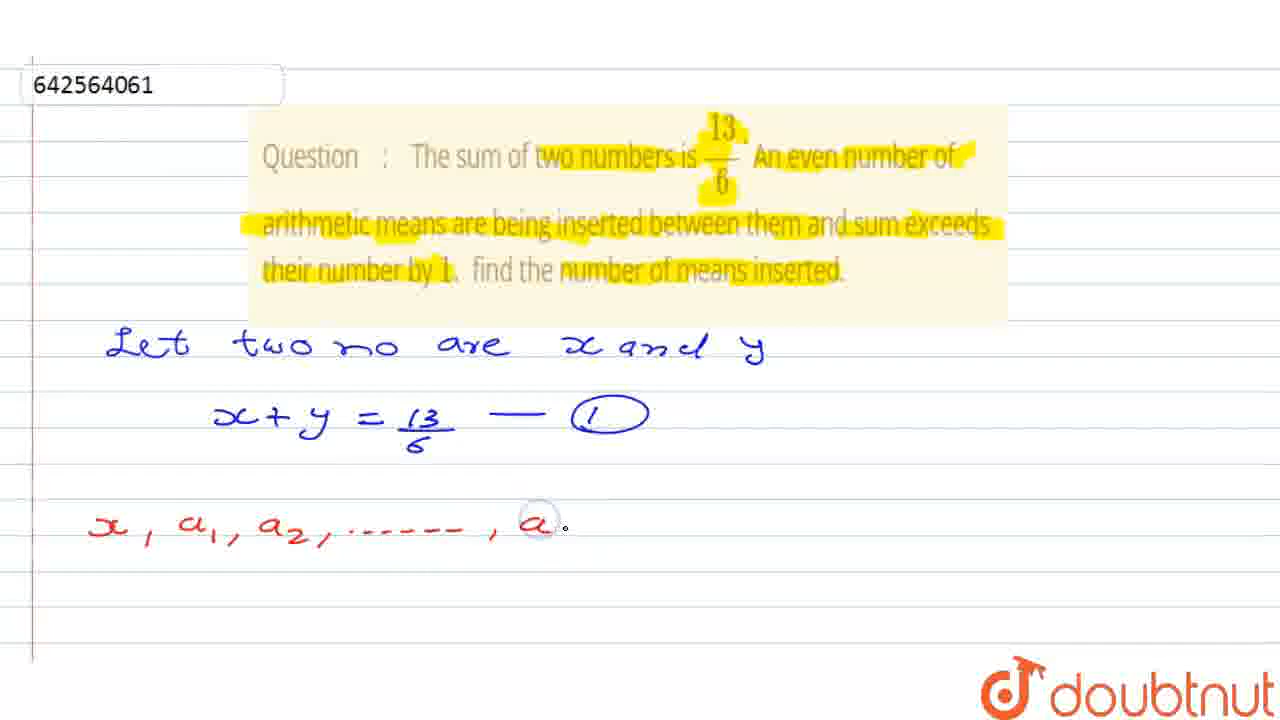 642564061
Question : The sum of two numbers is 13/6. An even number of
arithmetic means are being inserted between them and sum exceeds
their number by 1. find the number of means inserted.
Let two no are x and y
x + y = 13/6 — 1
x, a1, a2, ......, a
doubtnut